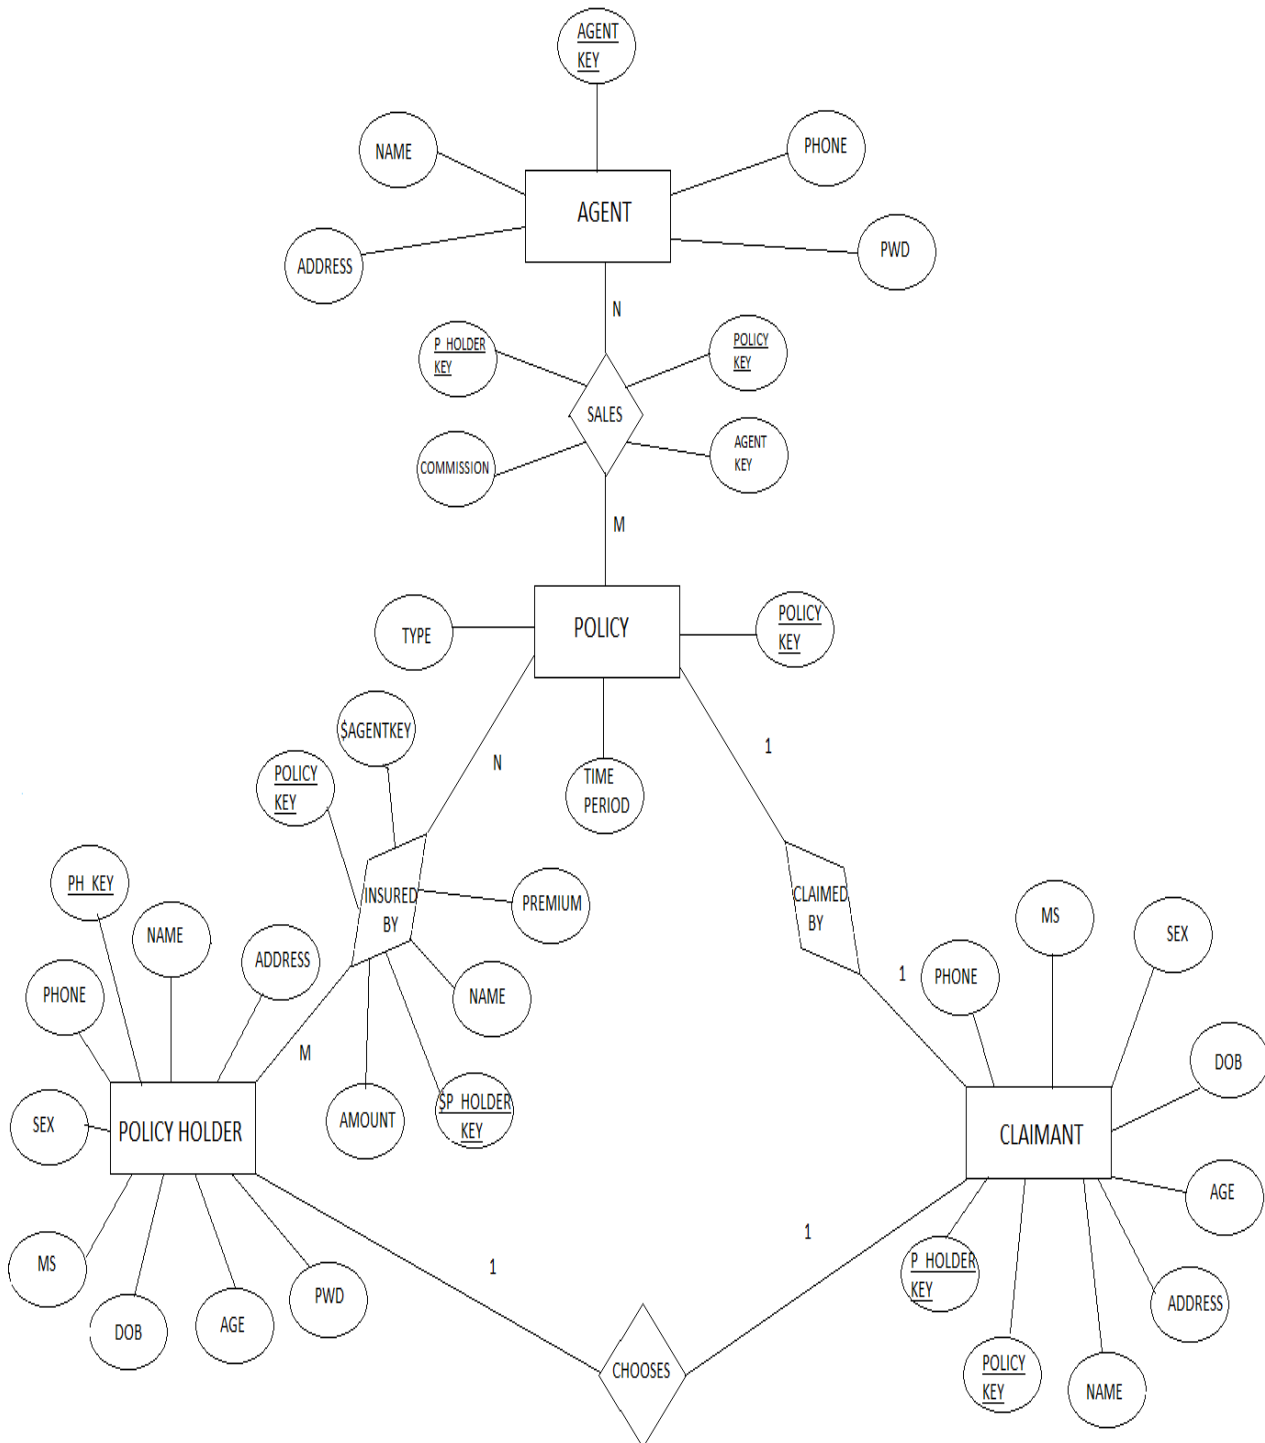 AGENT
KEY
NAME
PHONE
AGENT
ADDRESS
PWD
N
P_HOLDER
KEY
POLICY
KEY
SALES
COMMISSION
AGENT
KEY
M
TYPE
POLICY
POLICY
KEY
$AGENTKEY
POLICY
KEY
N
1
TIME
PERIOD
PH_KEY
NAME
ADDRESS
PHONE
INSURED
BY
PREMIUM
NAME
CLAIMED
BY
MS
SEX
PHONE
1
M
DOB
SEX
POLICY HOLDER
AMOUNT
$P_HOLDER
KEY
CLAIMANT
AGE
MS
DOB
AGE
PWD
1
1
P_HOLDER
KEY
ADDRESS
POLICY
KEY
NAME
CHOOSES